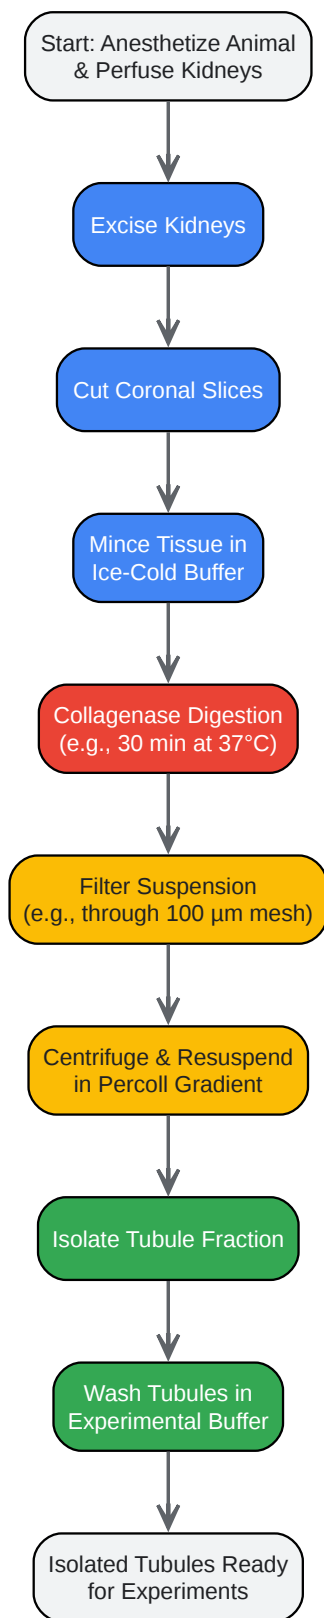 Start: Anesthetize Animal
& Perfuse Kidneys
Excise Kidneys
Cut Coronal Slices
Mince Tissue in
Ice-Cold Buffer
Collagenase Digestion
(e.g., 30 min at 37°C)
Filter Suspension
(e.g., through 100 µm mesh)
Centrifuge & Resuspend
in Percoll Gradient
Isolate Tubule Fraction
Wash Tubules in
Experimental Buffer
Isolated Tubules Ready
for Experiments